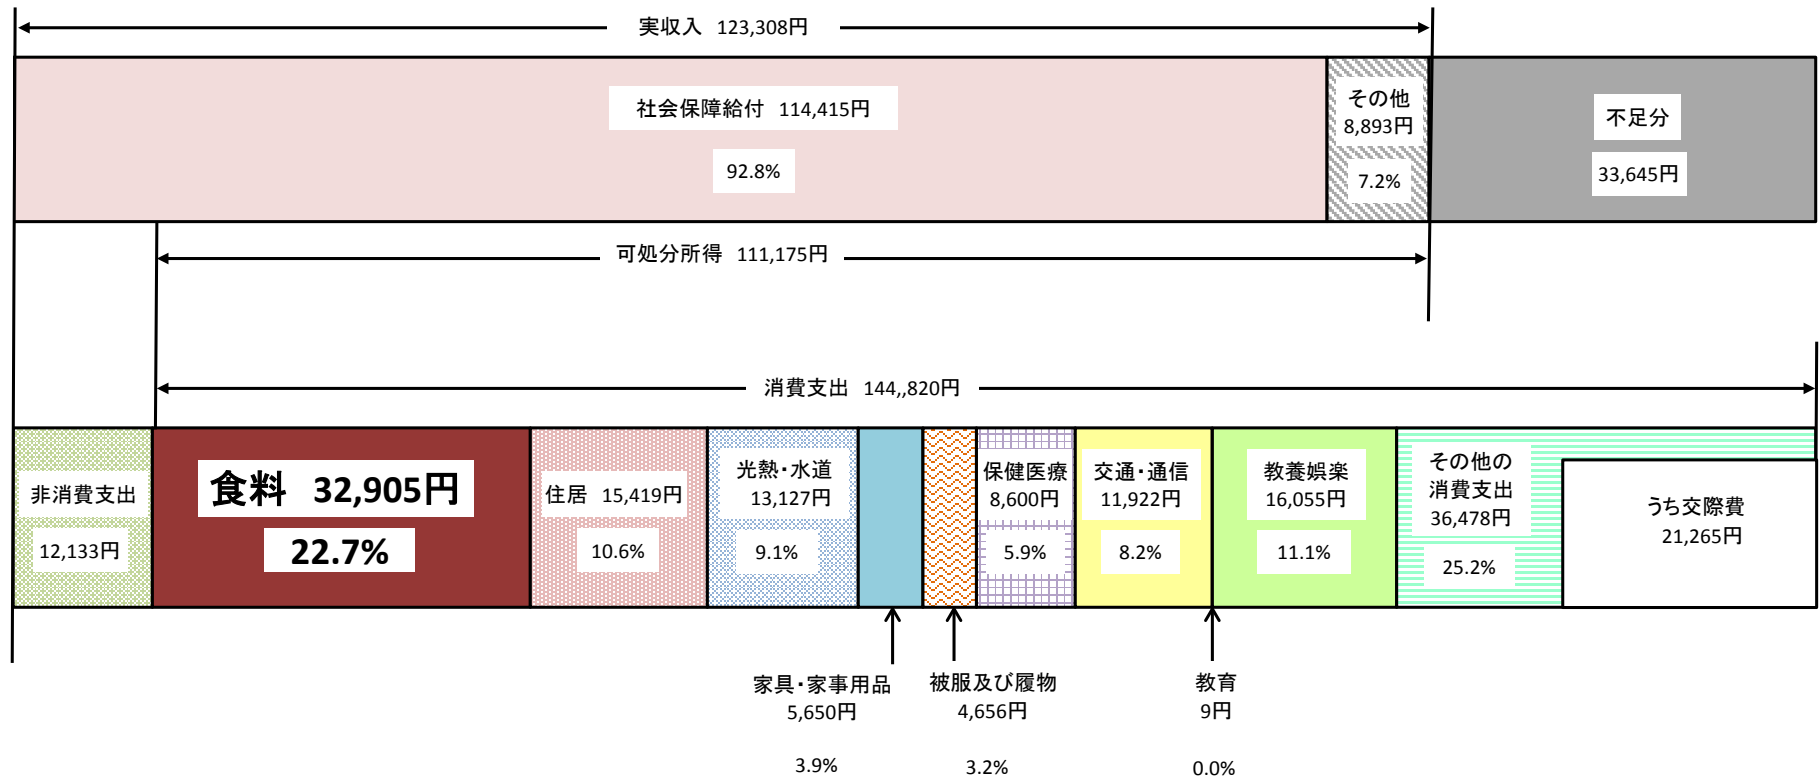 実収入 123,308円
社会保障給付 114,415円
92.8%
その他
8,893円
7.2%
不足分
33,645円
可処分所得 111,175円
消費支出 144,,820円
非消費支出
12,133円
食料 32,905円
22.7%
住居 15,419円
10.6%
光熱・水道
13,127円
9.1%
保健医療
8,600円
5.9%
交通・通信
11,922円
8.2%
教養娯楽
16,055円
11.1%
その他の
消費支出
36,478円
25.2%
うち交際費
21,265円
家具・家事用品
5,650円
3.9%
被服及び履物
4,656円
3.2%
教育
9円
0.0%